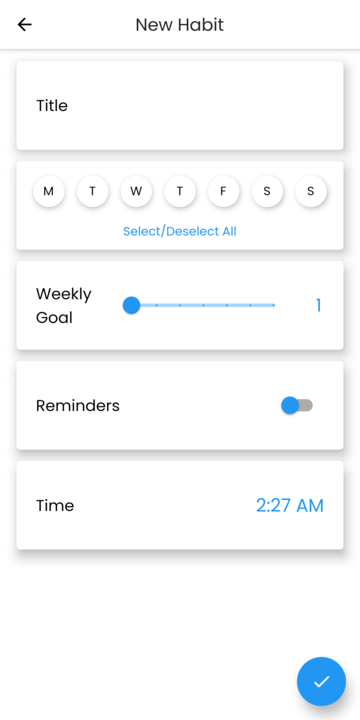 New Habit
Title
M T W T F S S
Select/Deselect All
Weekly
Goal
1
Reminders
Time
2:27 AM